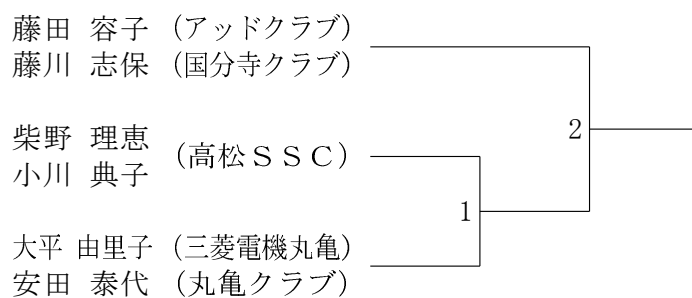 藤田 容子 (アッドクラブ)
藤川 志保 (国分寺クラブ)
柴野 理恵
小川 典子
(高松ＳＳＣ)
大平 由里子 (三菱電機丸亀)
安田 泰代 (丸亀クラブ)
1
2